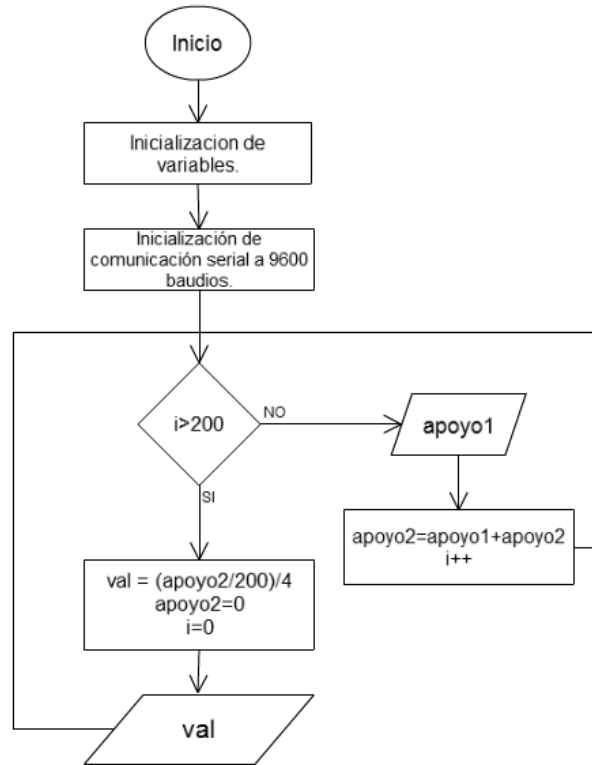 Inicio
Inicializacion de
variables.
Inicialización de
comunicación serial a 9600
baudios.
i>200
NO
apoyo1
SI
apoyo2=apoyo1+apoyo2
i++
val = (apoyo2/200)/4
apoyo2=0
i=0
val